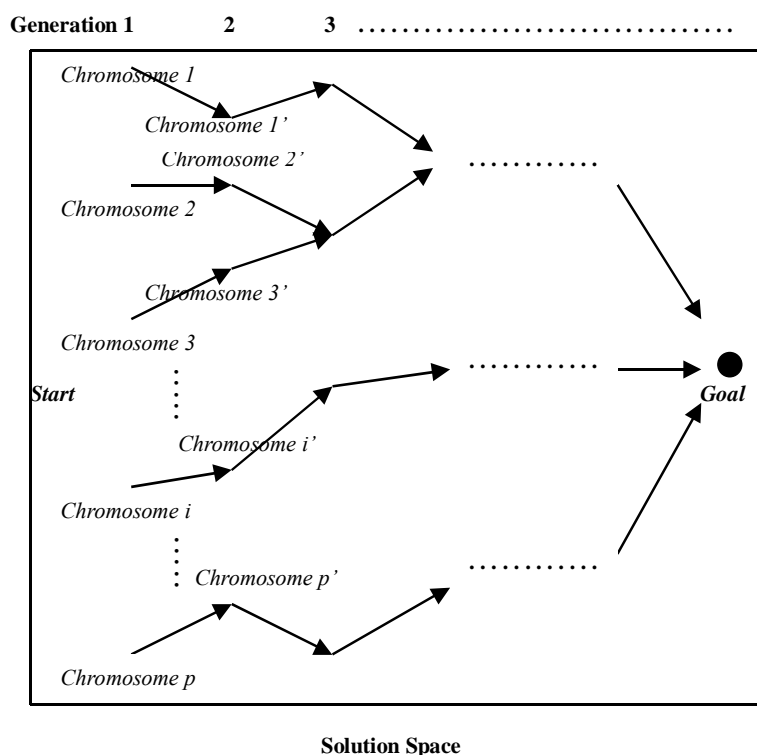 Generation 1 2 3 ..................................
Chromosome 1
Chromosome 1’
Chromosome 2’
............
Chromosome 2
Chromosome 3’
Chromosome 3
............
Start
Goal
Chromosome i’
Chromosome i
............
Chromosome p’
Chromosome p
Solution Space